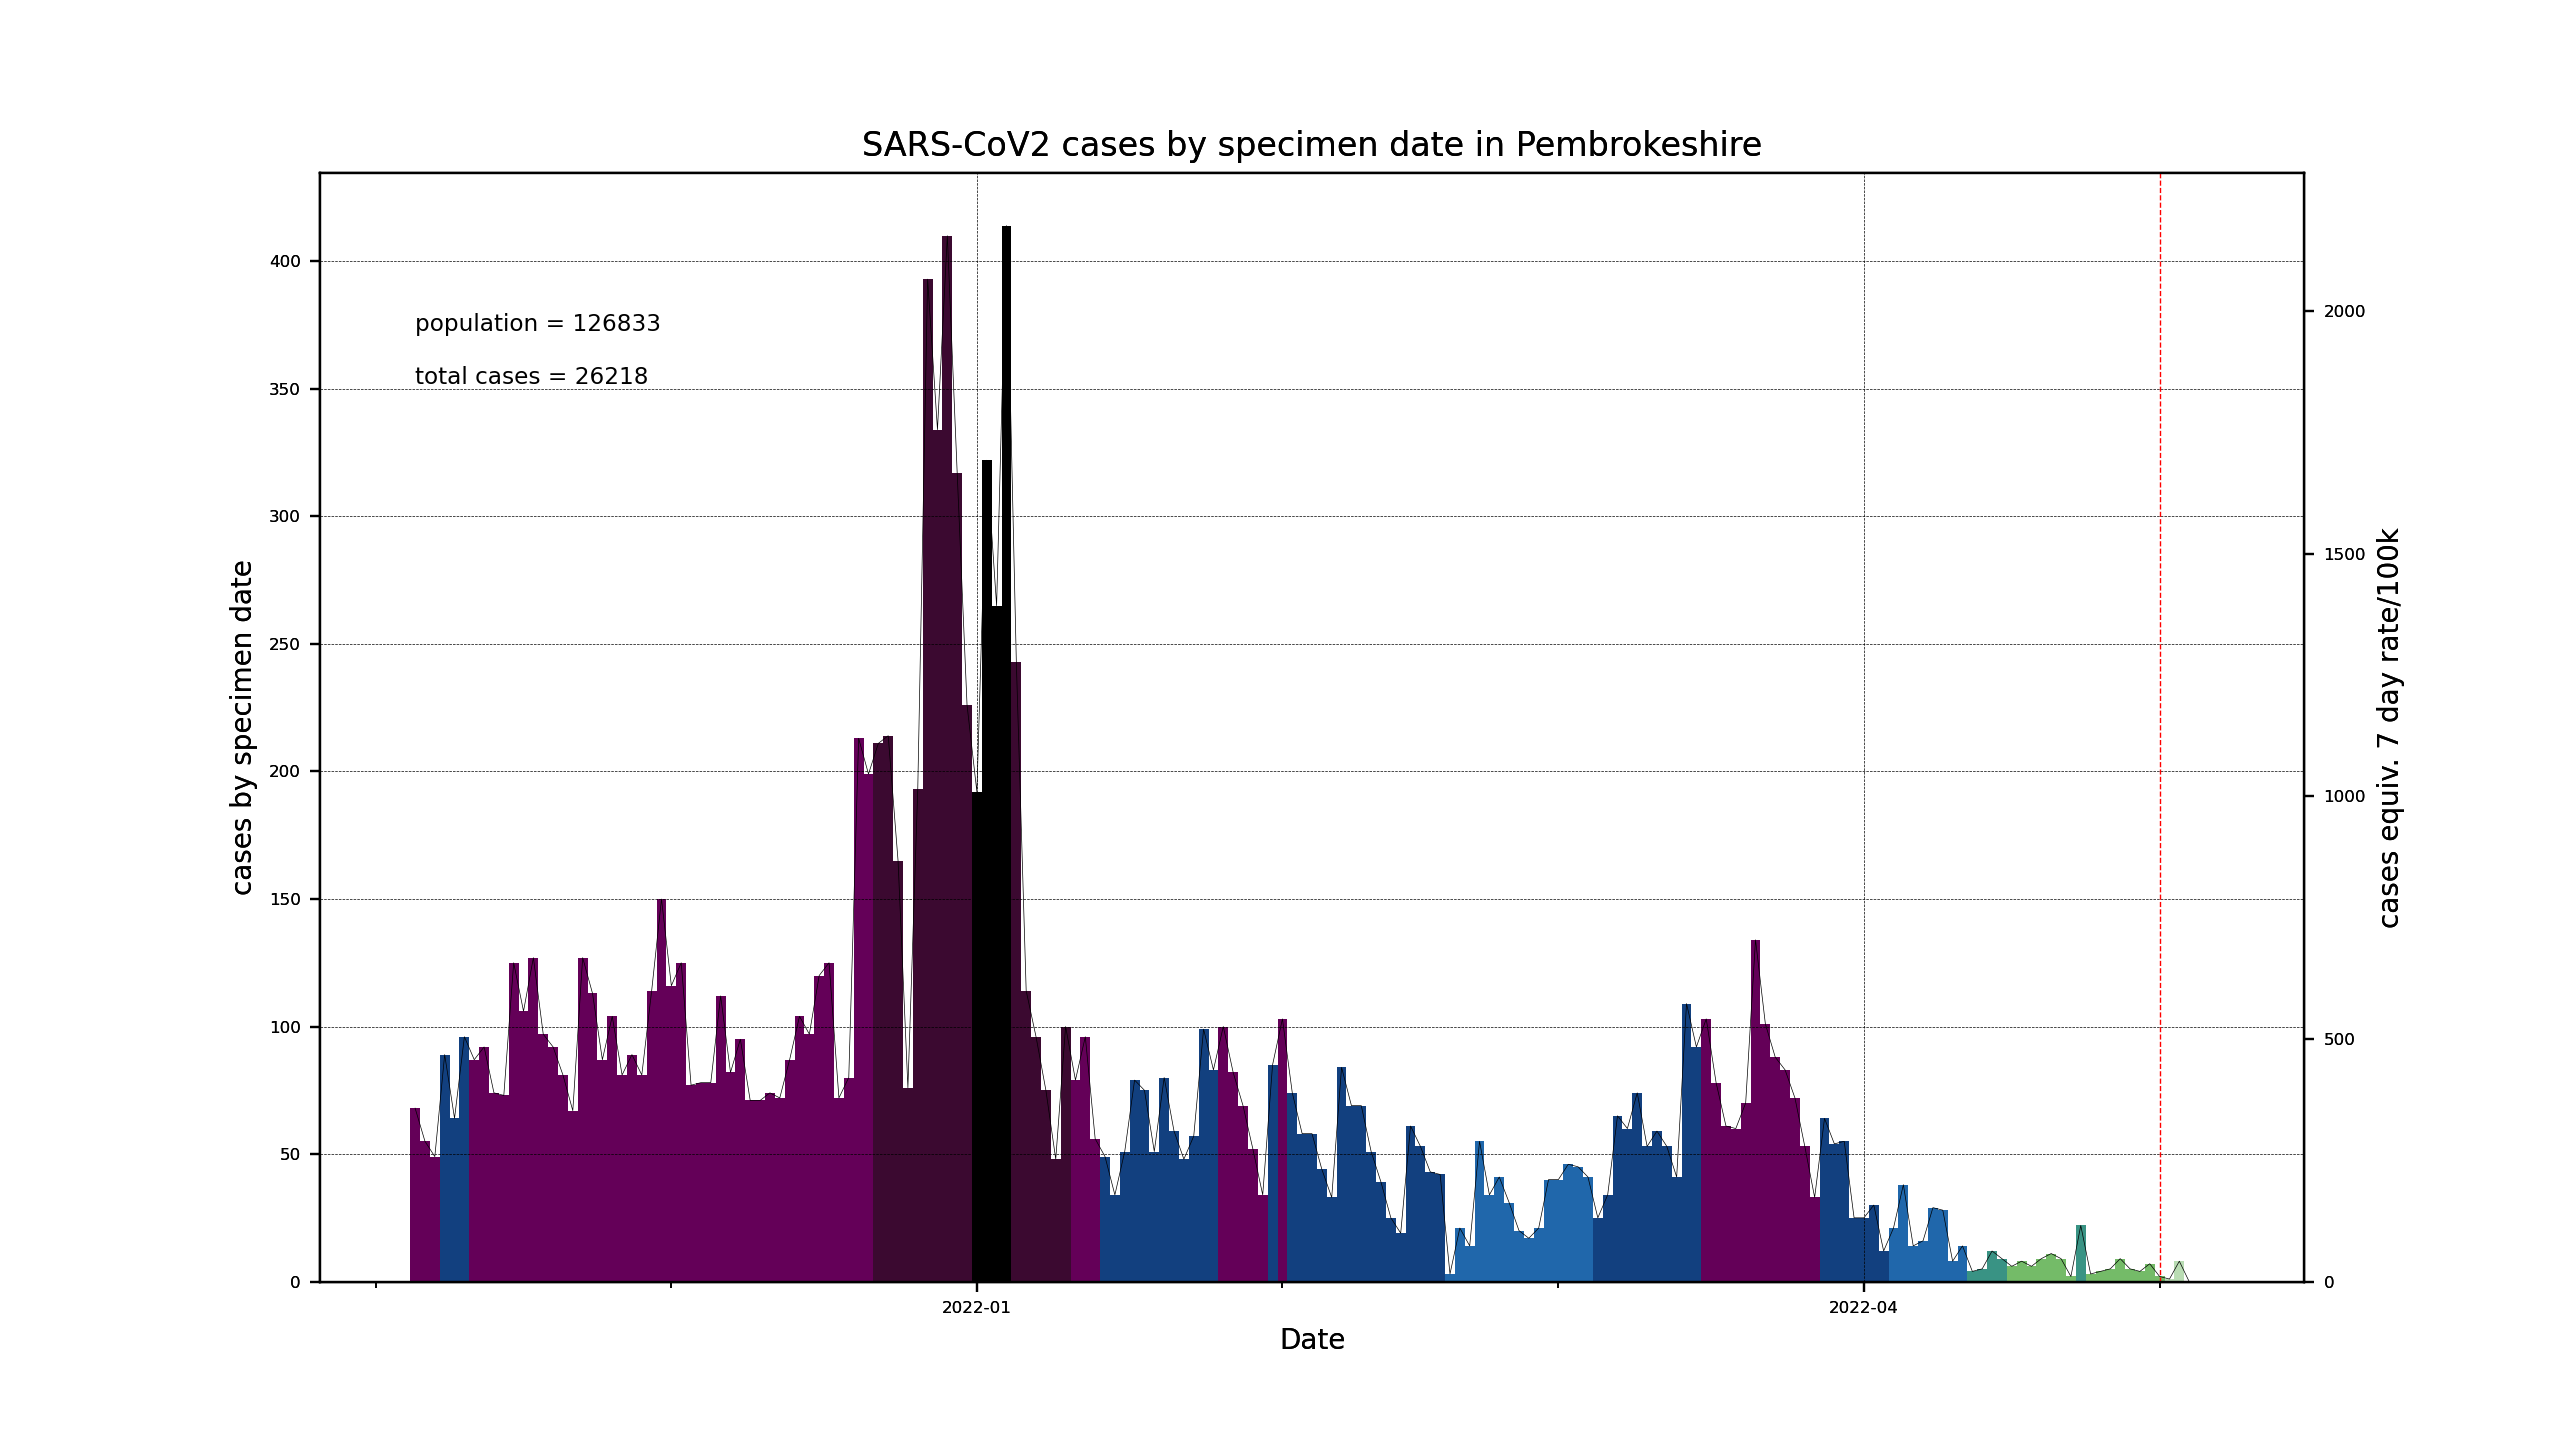 SARS-CoV2 cases by specimen date in Pembrokeshire
population = 126833
total cases = 26218
cases by specimen date
400
350
300
250
200
150
100
50
0
2000
1500
1000
500
0
cases equiv. 7 day rate/100k
2022-01
2022-04
Date